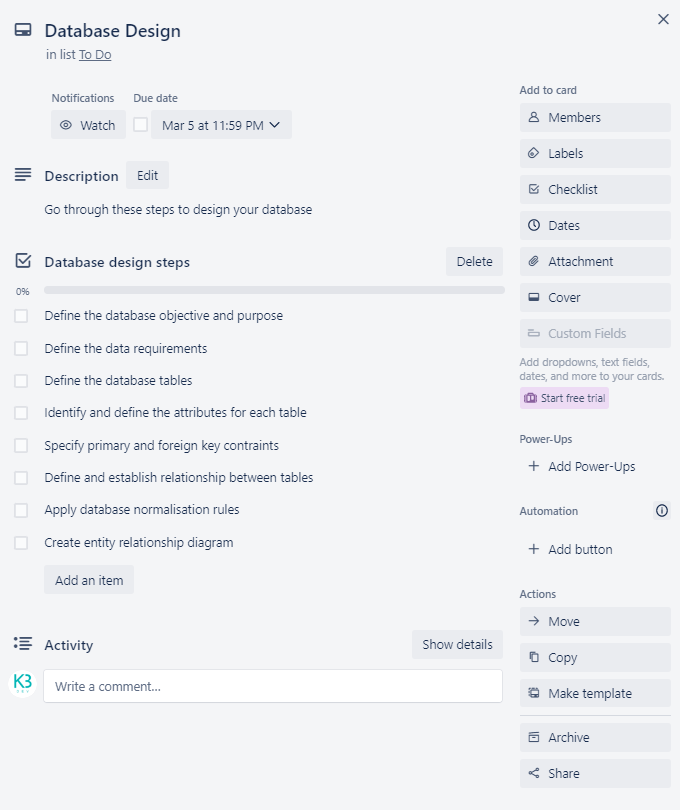 Database Design
in list To Do
Notifications
Due date
Watch
Mar 5 at 11:59 PM
Description
Edit
Go through these steps to design your database
Database design steps
Delete
0%
Define the database objective and purpose
Define the data requirements
Define the database tables
Identify and define the attributes for each table
Specify primary and foreign key contraints
Define and establish relationship between tables
Apply database normalisation rules
Create entity relationship diagram
Add an item
Activity
Show details
K3
Write a comment...
Add to card
Members
Labels
Checklist
Dates
Attachment
Cover
Custom Fields
Add dropdowns, text fields,
dates, and more to your cards.
Start free trial
Power-Ups
Add Power-Ups
Automation
Add button
Actions
Move
Copy
Make template
Archive
Share